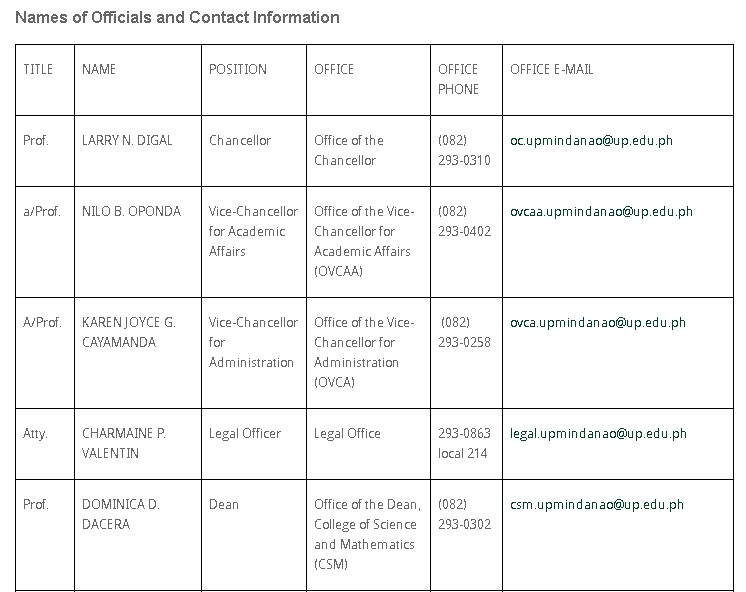 Names of Officials and Contact Information
TITLE NAME POSITION OFFICE OFFICE PHONE OFFICE E-MAIL
Prof. LARRY N. DIGAL Chancellor Office of the Chancellor (082) 293-0310 oc.upmindanao@up.edu.ph
a/Prof. NILO B. OPONDA Vice-Chancellor for Academic Affairs Office of the Vice-Chancellor for Academic Affairs (OVCAA) (082) 293-0402 ovcaa.upmindanao@up.edu.ph
A/Prof. KAREN JOYCE G. CAYAMANDA Vice-Chancellor for Administration Office of the Vice-Chancellor for Administration (OVCA) (082) 293-0258 ovca.upmindanao@up.edu.ph
Atty. CHARMAINE P. VALENTIN Legal Officer Legal Office 293-0863 local 214 legal.upmindanao@up.edu.ph
Prof. DOMINICA D. DACERA Dean Office of the Dean, College of Science and Mathematics (CSM) (082) 293-0302 csm.upmindanao@up.edu.ph